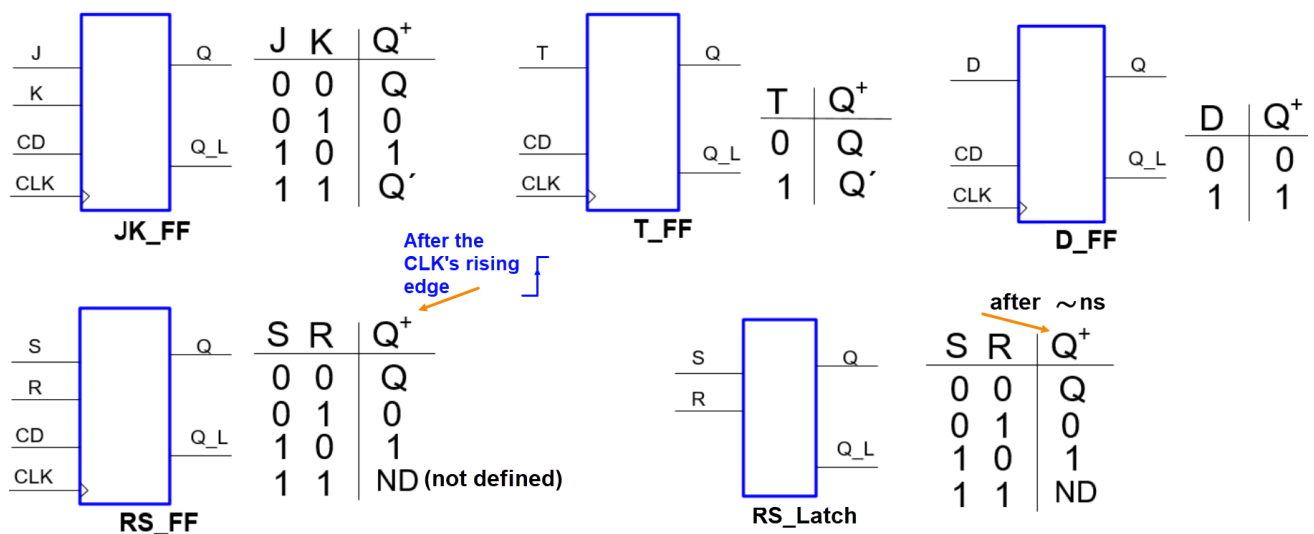 J
K
CD
CLK
Q
Q_L
JK_FF
J K Q+
0 0 Q
0 1 0
1 0 1
1 1 Q´
T
CD
CLK
Q
Q_L
T_FF
T Q+
0 Q
1 Q´
D
CD
CLK
Q
Q_L
D_FF
D Q+
0 0
1 1
After the
CLK's rising
edge
S
R
CD
CLK
Q
Q_L
RS_FF
S R Q+
0 0 Q
0 1 0
1 0 1
1 1 ND (not defined)
S
R
Q
Q_L
RS_Latch
after ~ns
S R Q+
0 0 Q
0 1 0
1 0 1
1 1 ND